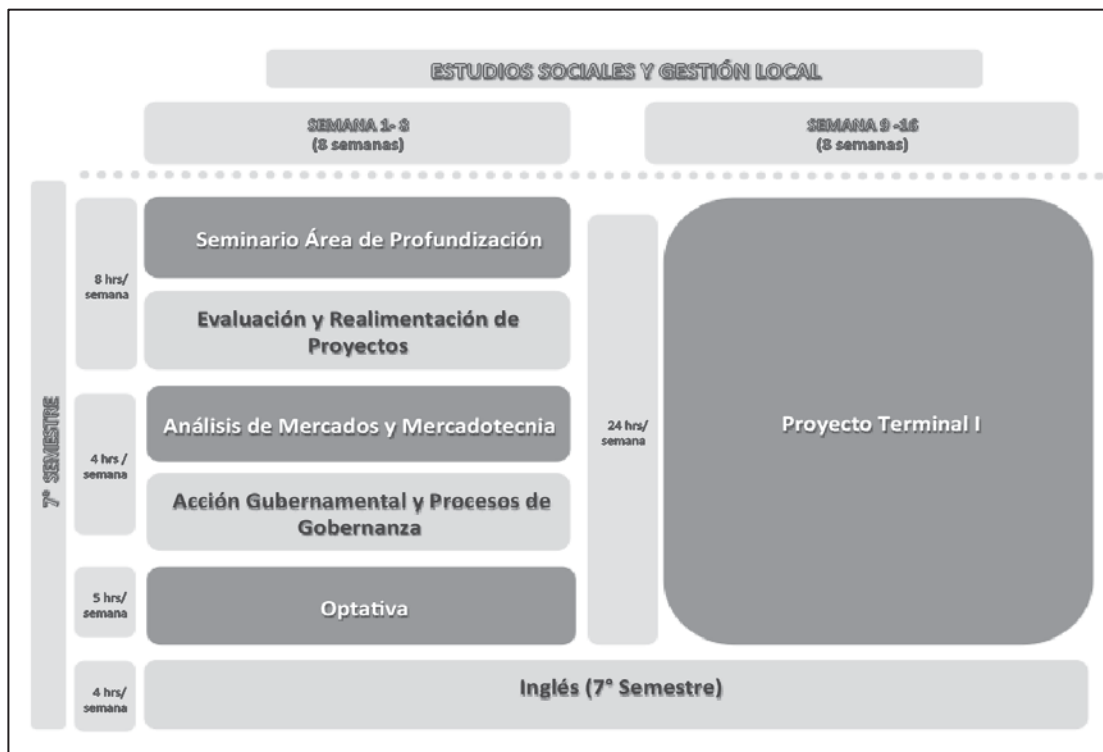 ESTUDIOS SOCIALES Y GESTIÓN LOCAL
SEMANA 1- 8
(8 semanas)
SEMANA 9 -16
(8 semanas)
7° SEMESTRE
8 hrs/
semana
Seminario Área de Profundización
Evaluación y Realimentación de
Proyectos
4 hrs /
semana
Análisis de Mercados y Mercadotecnia
Acción Gubernamental y Procesos de
Gobernanza
5 hrs/
semana
Optativa
24 hrs/
semana
Proyecto Terminal I
4 hrs/
semana
Inglés (7° Semestre)